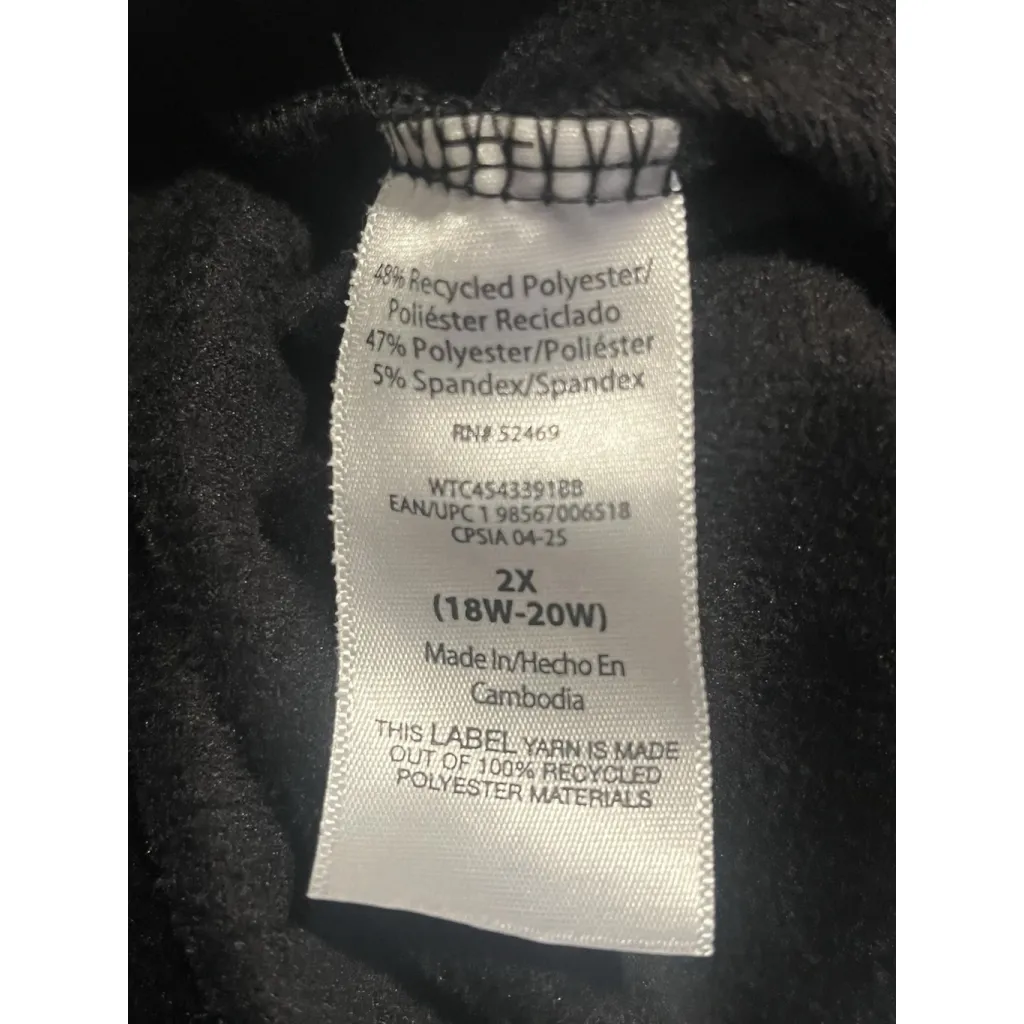 48% Recycled Polyester/
Poliéster Reciclado
47% Polyester/Poliéster
5% Spandex/Spandex
RN# 52469
WTC4543391BB
EAN/UPC 1 98567006518
CPSIA 04-25
2X
(18W-20W)
Made In/Hecho En
Cambodia
THIS LABEL YARN IS MADE
OUT OF 100% RECYCLED
POLYESTER MATERIALS